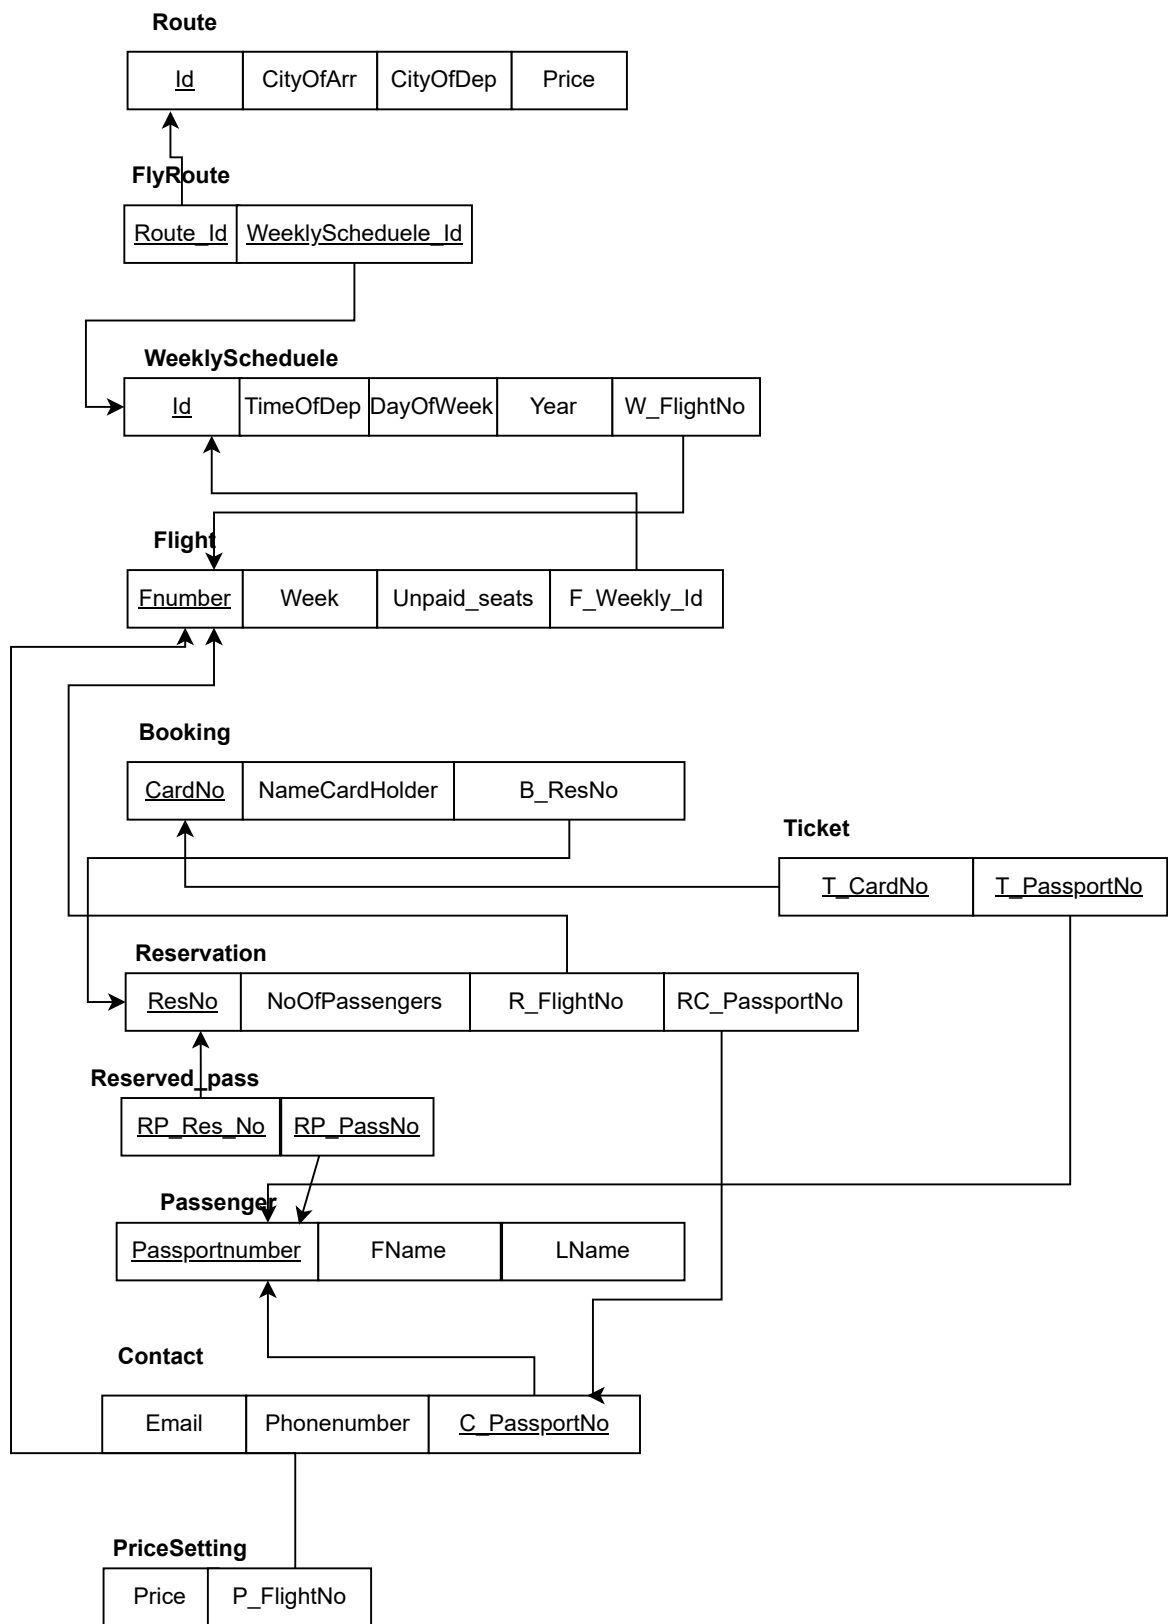 Route
Id CityOfArr CityOfDep Price
FlyRoute
Route_Id WeeklyScheduele_Id
WeeklyScheduele
Id TimeOfDep DayOfWeek Year W_FlightNo
Flight
Fnumber Week Unpaid_seats F_Weekly_Id
Booking
CardNo NameCardHolder B_ResNo
Ticket
T_CardNo T_PassportNo
Reservation
ResNo NoOfPassengers R_FlightNo RC_PassportNo
Reserved_pass
RP_Res_No RP_PassNo
Passenger
Passportnumber FName LName
Contact
Email Phonenumber C_PassportNo
PriceSetting
Price P_FlightNo